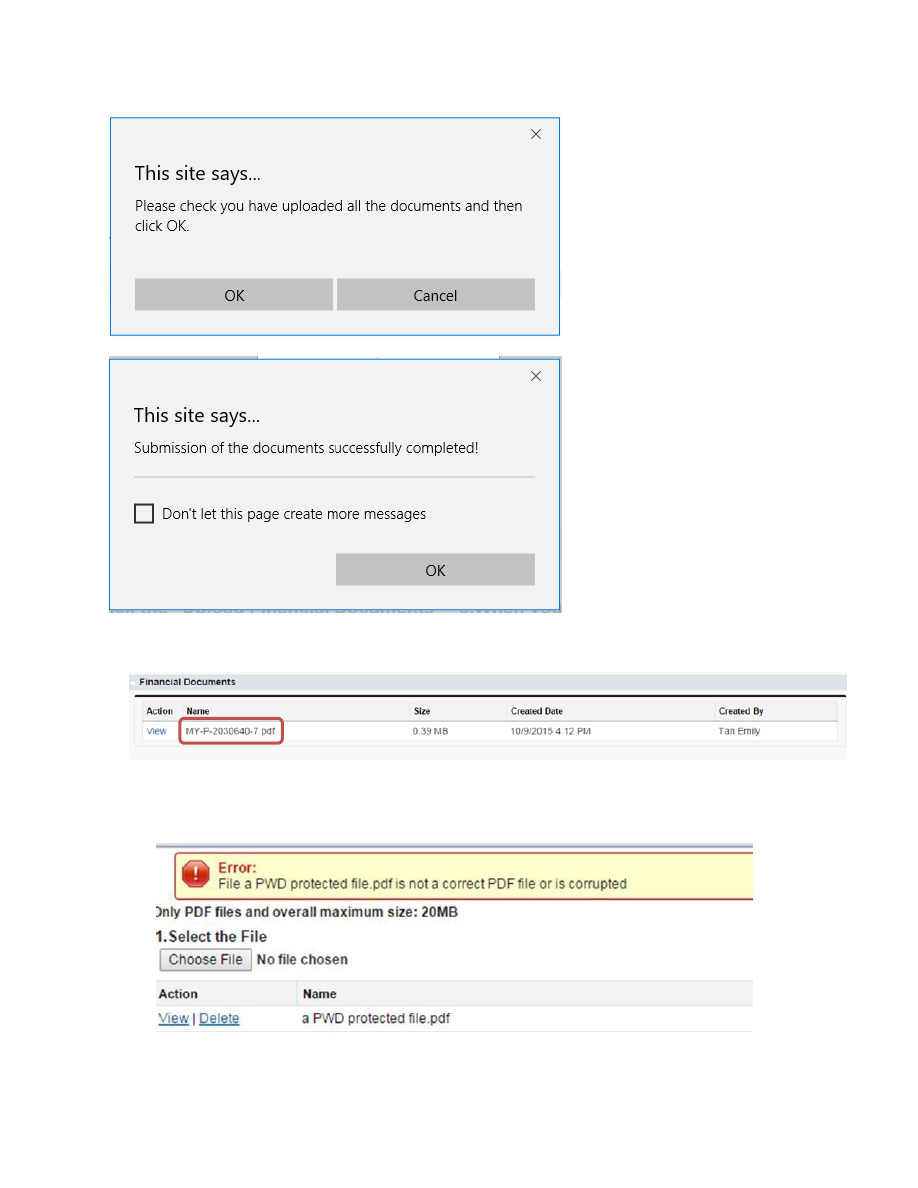 This site says...
Please check you have uploaded all the documents and then
click OK.
OK Cancel
This site says...
Submission of the documents successfully completed!
Don't let this page create more messages
OK
Financial Documents
Action Name Size Created Date Created By
View MY-P-2030640-7.pdf 0.39 MB 10/9/2015 4:12 PM Tan Emily
Error:
File a PWD protected file.pdf is not a correct PDF file or is corrupted
Only PDF files and overall maximum size: 20MB
1.Select the File
Choose File No file chosen
Action Name
View | Delete a PWD protected file.pdf